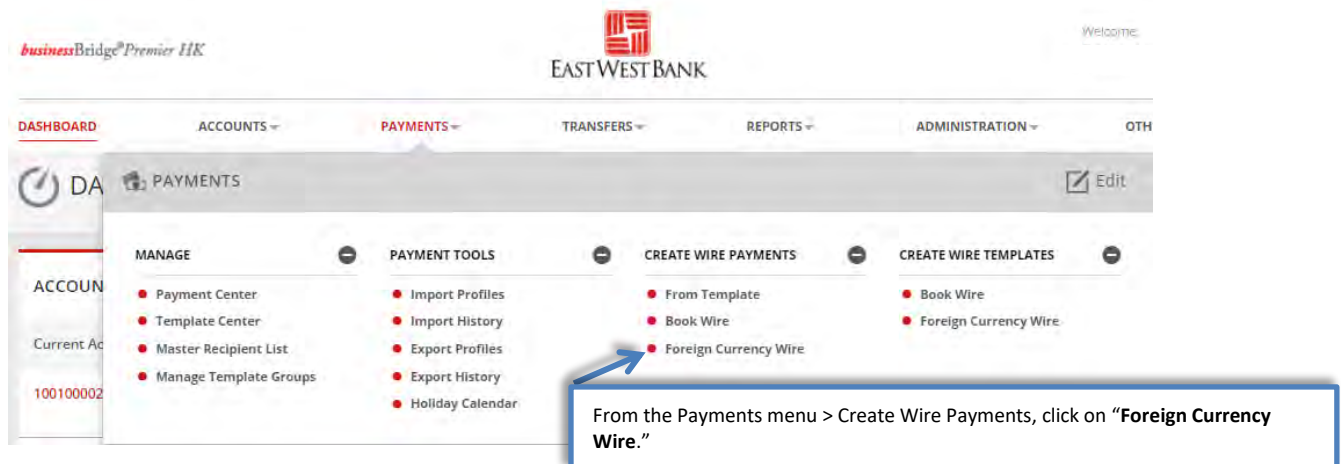 businessBridge® Premier HK
EAST WEST BANK
Welcome,
DASHBOARD ACCOUNTS PAYMENTS TRANSFERS REPORTS ADMINISTRATION OTH
DA PAYMENTS Edit
MANAGE PAYMENT TOOLS CREATE WIRE PAYMENTS CREATE WIRE TEMPLATES
ACCOUN Payment Center Import Profiles From Template Book Wire
Template Center Import History Book Wire Foreign Currency Wire
Current Ac Master Recipient List Export Profiles Foreign Currency Wire
Manage Template Groups Export History
100100002 Holiday Calendar
From the Payments menu > Create Wire Payments, click on “Foreign Currency
Wire.”